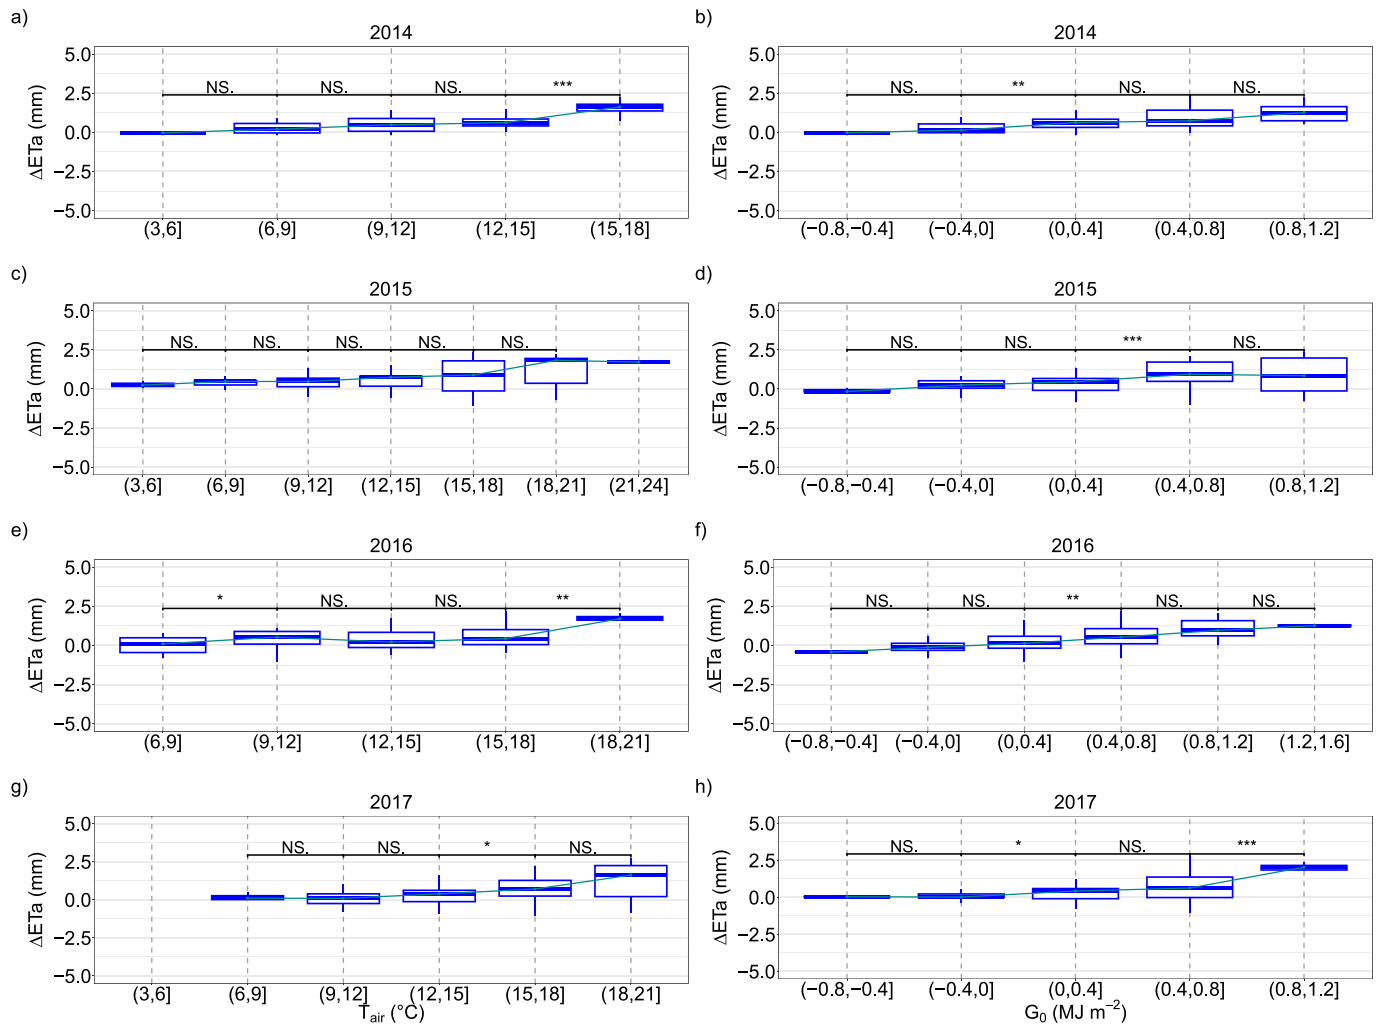 a)
2014
ΔETa (mm)
5.0
2.5
0.0
−2.5
−5.0
NS. NS. NS. ***
(3,6] (6,9] (9,12] (12,15] (15,18]
b)
2014
ΔETa (mm)
5.0
2.5
0.0
−2.5
−5.0
NS. ** NS. NS.
(−0.8,−0.4] (−0.4,0] (0,0.4] (0.4,0.8] (0.8,1.2]
c)
2015
ΔETa (mm)
5.0
2.5
0.0
−2.5
−5.0
NS. NS. NS. NS. NS.
(3,6] (6,9] (9,12] (12,15] (15,18] (18,21] (21,24]
d)
2015
ΔETa (mm)
5.0
2.5
0.0
−2.5
−5.0
NS. NS. *** NS.
(−0.8,−0.4] (−0.4,0] (0,0.4] (0.4,0.8] (0.8,1.2]
e)
2016
ΔETa (mm)
5.0
2.5
0.0
−2.5
−5.0
* NS. NS. **
(6,9] (9,12] (12,15] (15,18] (18,21]
f)
2016
ΔETa (mm)
5.0
2.5
0.0
−2.5
−5.0
NS. NS. ** NS. NS.
(−0.8,−0.4] (−0.4,0] (0,0.4] (0.4,0.8] (0.8,1.2] (1.2,1.6]
g)
2017
ΔETa (mm)
5.0
2.5
0.0
−2.5
−5.0
NS. NS. * NS.
(3,6] (6,9] (9,12] (12,15] (15,18] (18,21]
T air (°C)
h)
2017
ΔETa (mm)
5.0
2.5
0.0
−2.5
−5.0
NS. * NS. ***
(−0.8,−0.4] (−0.4,0] (0,0.4] (0.4,0.8] (0.8,1.2]
G₀ (MJ m⁻²)